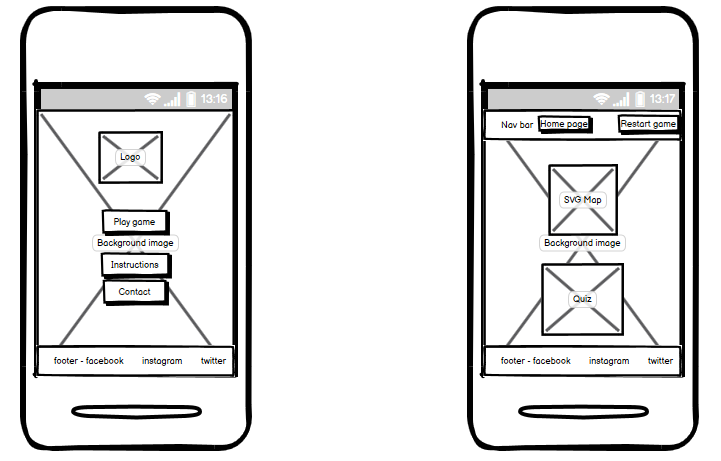 13:16
Logo
Play game
Background image
Instructions
Contact
footer - facebook instagram twitter
13:17
Nav bar Home page Restart game
SVG Map
Background image
Quiz
footer - facebook instagram twitter